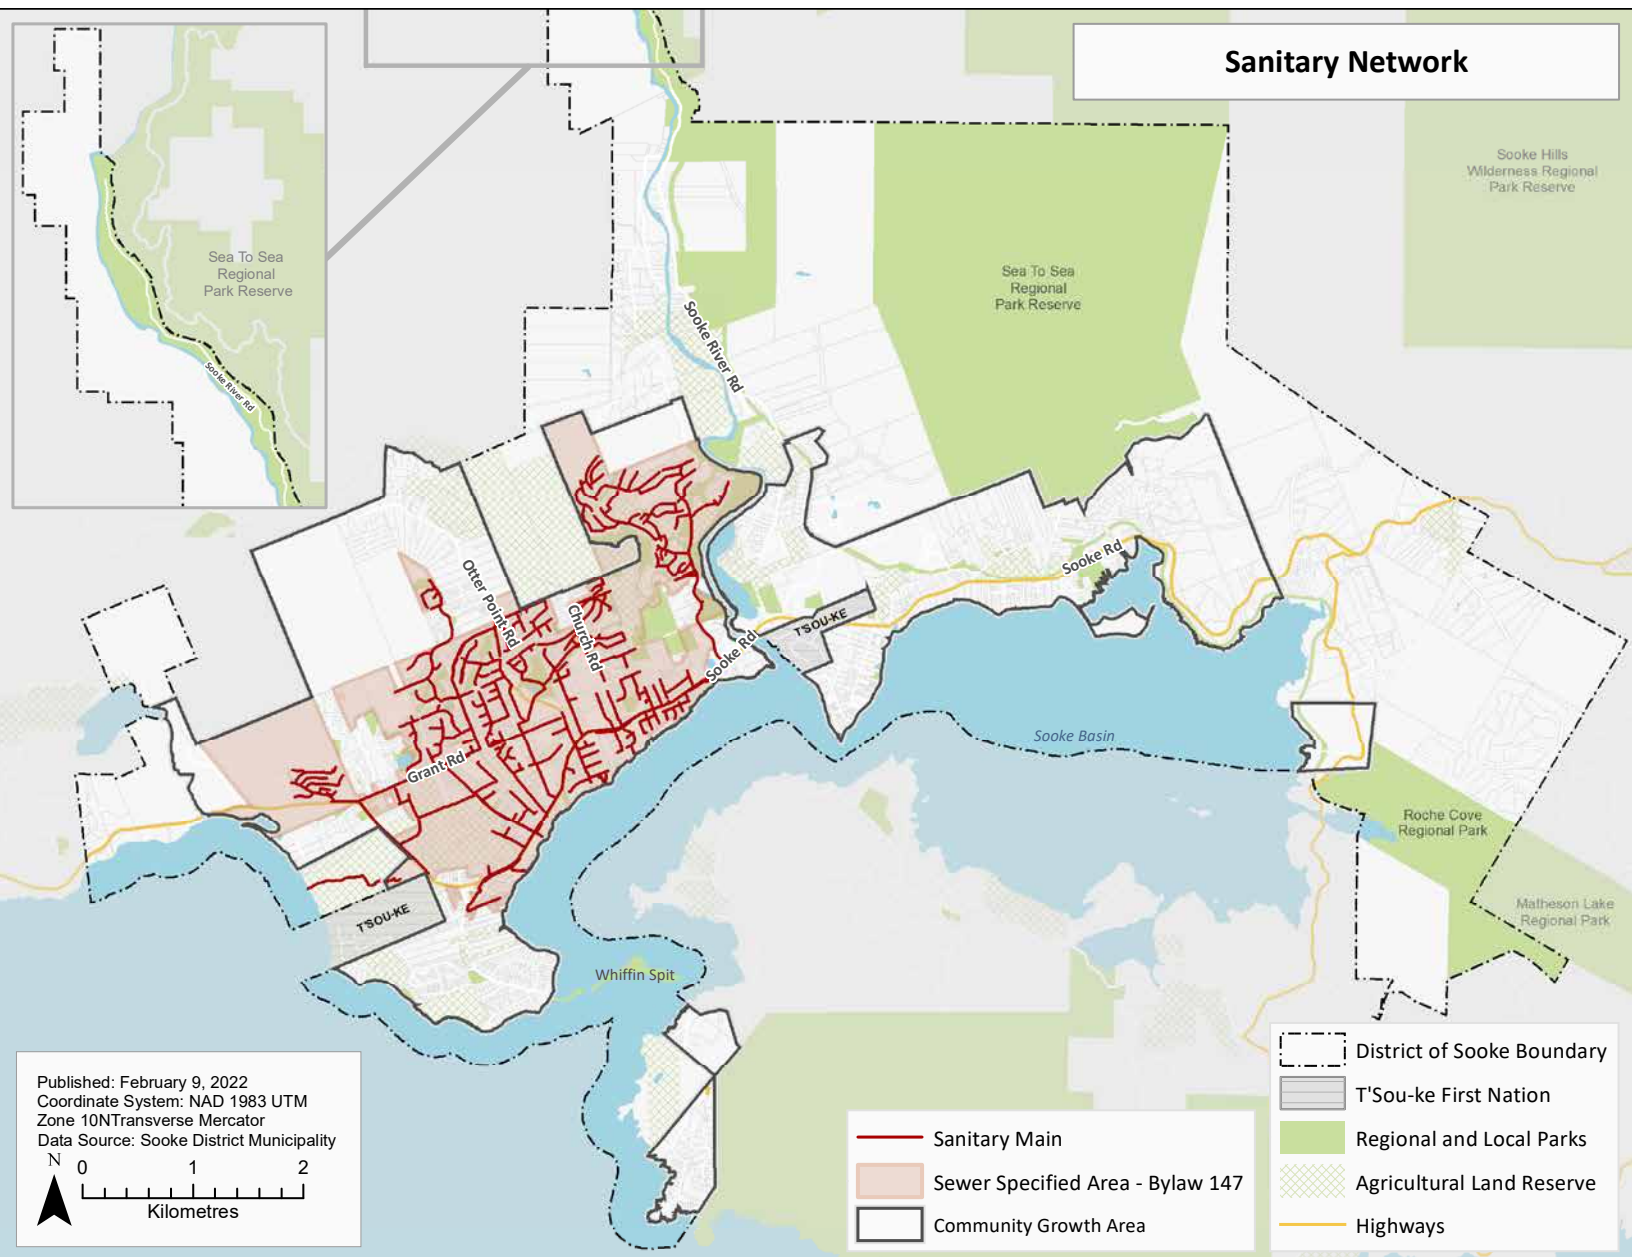 Sanitary Network
Sooke Hills
Wilderness Regional
Park Reserve
Sea To Sea
Regional
Park Reserve
Sooke River Rd
Sea To Sea
Regional
Park Reserve
Sooke River Rd
Sooke Rd
Otter Point Rd
Church Rd
T'SOU-KE
Sooke Rd
Grant Rd
Sooke Basin
Roche Cove
Regional Park
Matheson Lake
Regional Park
T'SOU-KE
Whiffin Spit
Published: February 9, 2022
Coordinate System: NAD 1983 UTM
Zone 10NTransverse Mercator
Data Source: Sooke District Municipality
N
0 1 2
Kilometres
Sanitary Main
Sewer Specified Area - Bylaw 147
Community Growth Area
District of Sooke Boundary
T'Sou-ke First Nation
Regional and Local Parks
Agricultural Land Reserve
Highways